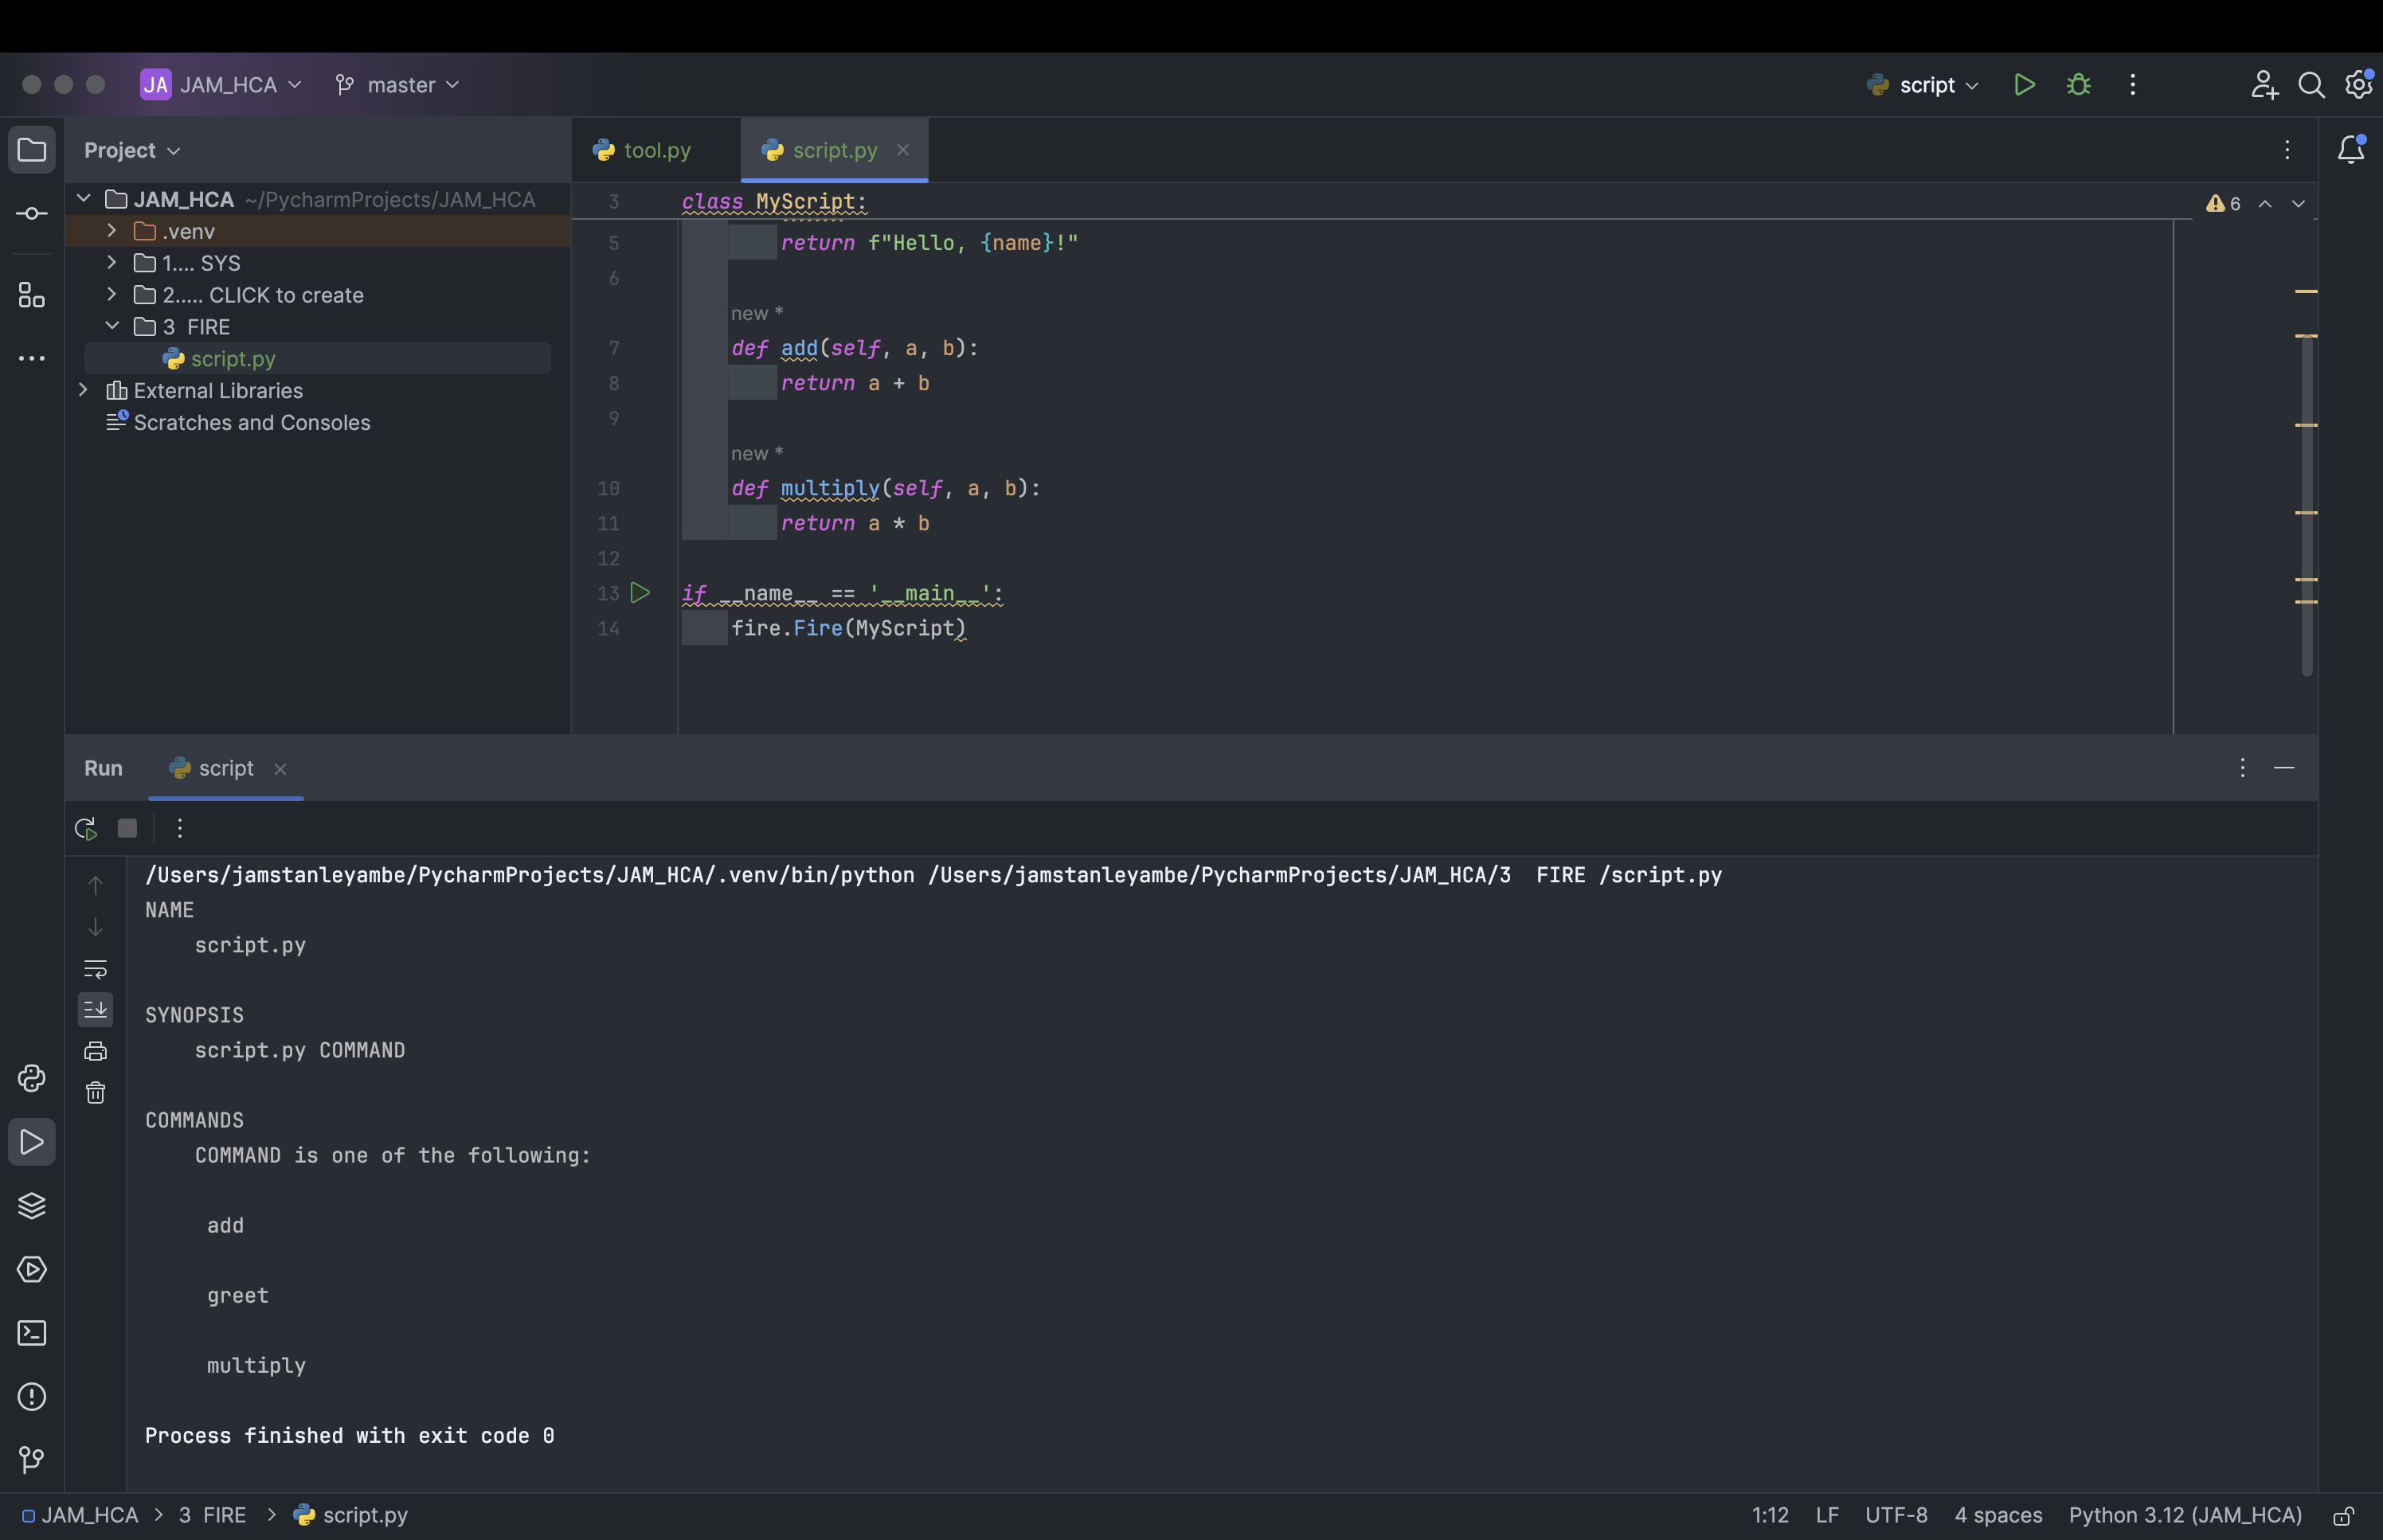 JA JAM_HCA master script
Project
tool.py script.py
JAM_HCA ~/PycharmProjects/JAM_HCA
.venv
1.... SYS
2..... CLICK to create
3  FIRE
script.py
External Libraries
Scratches and Consoles
3 class MyScript:
6
5 return f"Hello, {name}!"
6
new *
7 def add(self, a, b):
8 return a + b
9
new *
10 def multiply(self, a, b):
11 return a * b
12
13 if __name__ == '__main__':
14 fire.Fire(MyScript)
Run script
/Users/jamstanleyambe/PycharmProjects/JAM_HCA/.venv/bin/python /Users/jamstanleyambe/PycharmProjects/JAM_HCA/3  FIRE /script.py
NAME
script.py
SYNOPSIS
script.py COMMAND
COMMANDS
COMMAND is one of the following:
add
greet
multiply
Process finished with exit code 0
JAM_HCA > 3  FIRE > script.py 1:12 LF UTF-8 4 spaces Python 3.12 (JAM_HCA)